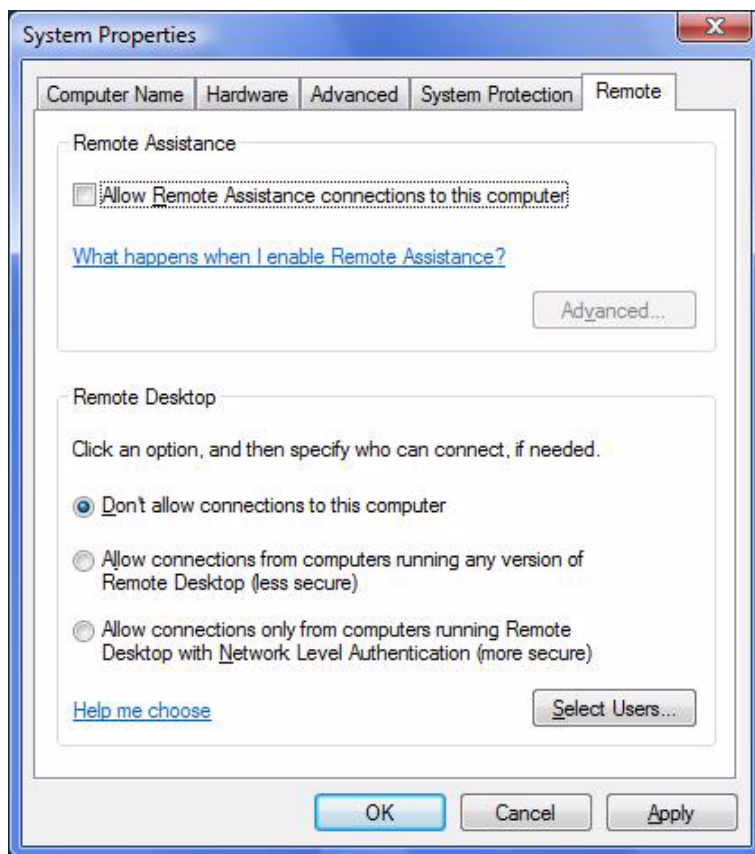 System Properties
Computer Name Hardware Advanced System Protection Remote
Remote Assistance
Allow Remote Assistance connections to this computer
What happens when I enable Remote Assistance?
Advanced...
Remote Desktop
Click an option, and then specify who can connect, if needed.
Don't allow connections to this computer
Allow connections from computers running any version of
Remote Desktop (less secure)
Allow connections only from computers running Remote
Desktop with Network Level Authentication (more secure)
Help me choose
Select Users...
OK Cancel Apply